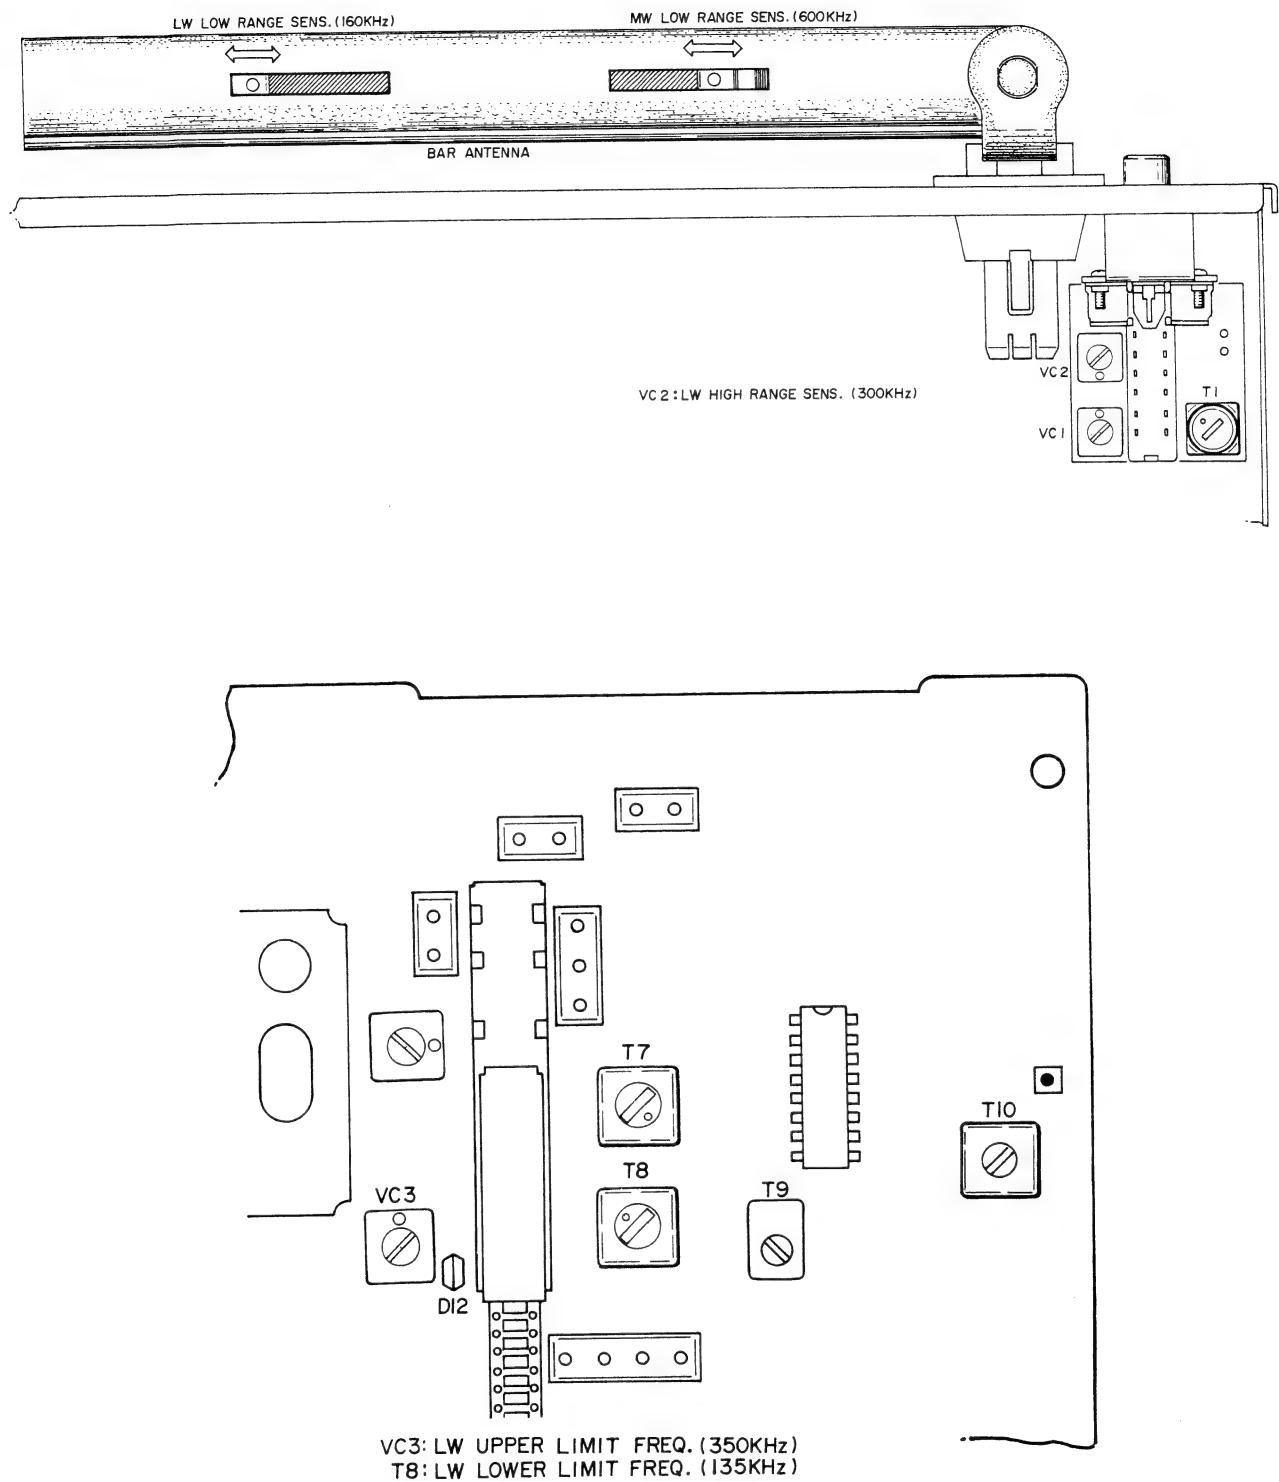 LW LOW RANGE SENS. (160KHz)
MW LOW RANGE SENS. (600KHz)
BAR ANTENNA
VC2
VC2: LW HIGH RANGE SENS. (300KHz)
T1
VC1
T7
T10
T8
T9
VC3
D12
VC3: LW UPPER LIMIT FREQ. (350KHz)
T8: LW LOWER LIMIT FREQ. (135KHz)